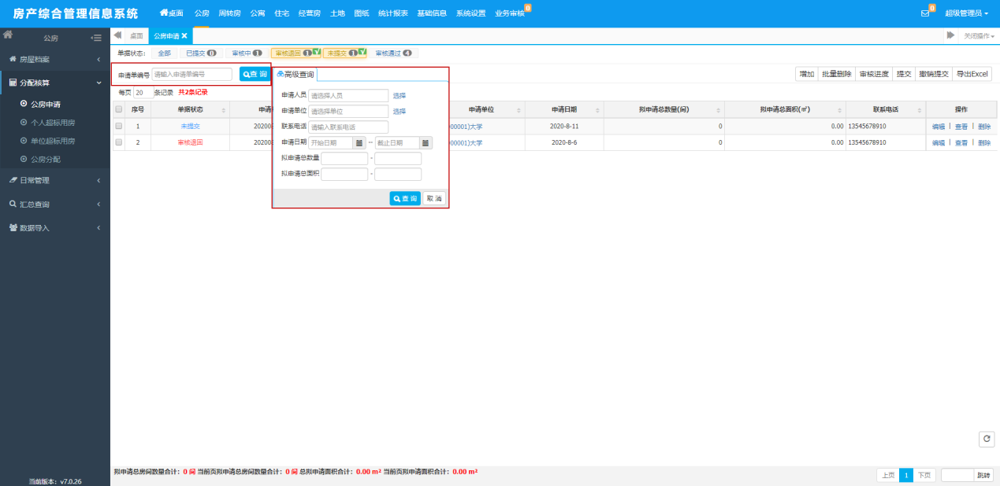 房产综合管理信息系统 桌面 公房 周转房 公寓 住宅 经营房 土地 图纸 统计报表 基础信息 系统设置 业务审核 0 0 超级管理员
公房 桌面 公房申请 关闭操作
单据状态: 全部 已提交 0 审核中 1 审核退回 1 未提交 1 审核通过 4
房屋档案
申请单编号 请输入申请单编号 查询 高级查询 增加 批量删除 审核进度 提交 撤销提交 导出Excel
分配核算
每页 20 条记录 共2条记录
申请人员 请选择人员 选择
公房申请
序号 单据状态 申请 申请单位 申请日期 拟申请总数量(间) 拟申请总面积(㎡) 联系电话 操作
申请单位 请选择单位 选择
个人超标用房
1 未提交 20200 00001)大学 2020-8-11 0 0.00 13545678910 编辑 查看 删除
联系电话 请输入联系电话
单位超标用房
2 审核退回 20200 00001)大学 2020-8-6 0 0.00 13545678910 编辑 查看 删除
申请日期 开始日期 -- 截止日期
公房分配
拟申请总数量 -
拟申请总面积 -
日常管理
查询 取消
汇总查询
数据导入
拟申请总房间数量合计：0 间 当前页拟申请总房间数量合计：0 间 总拟申请面积合计：0.00 m² 当前页拟申请面积合计：0.00 m²
上页 1 下页 跳转
当前版本：v7.0.26